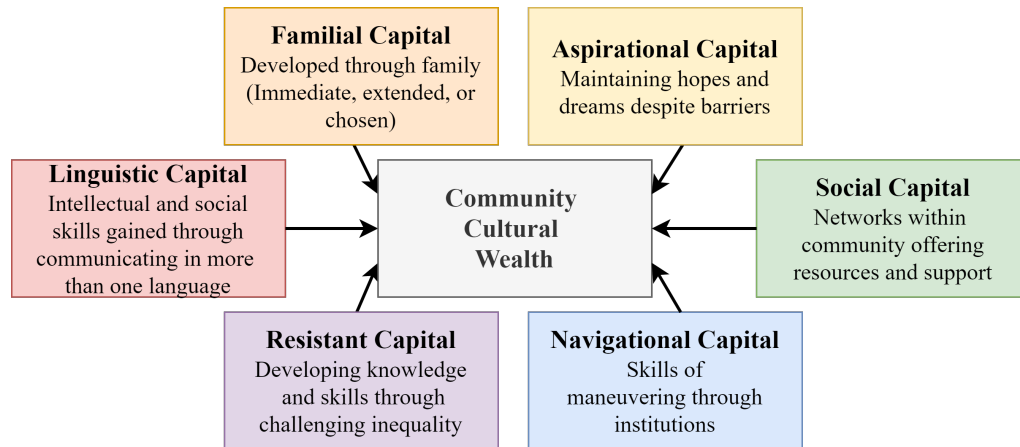 Familial Capital
Developed through family
(Immediate, extended, or
chosen)
Aspirational Capital
Maintaining hopes and
dreams despite barriers
Linguistic Capital
Intellectual and social
skills gained through
communicating in more
than one language
Community
Cultural
Wealth
Social Capital
Networks within
community offering
resources and support
Resistant Capital
Developing knowledge
and skills through
challenging inequality
Navigational Capital
Skills of
maneuvering through
institutions